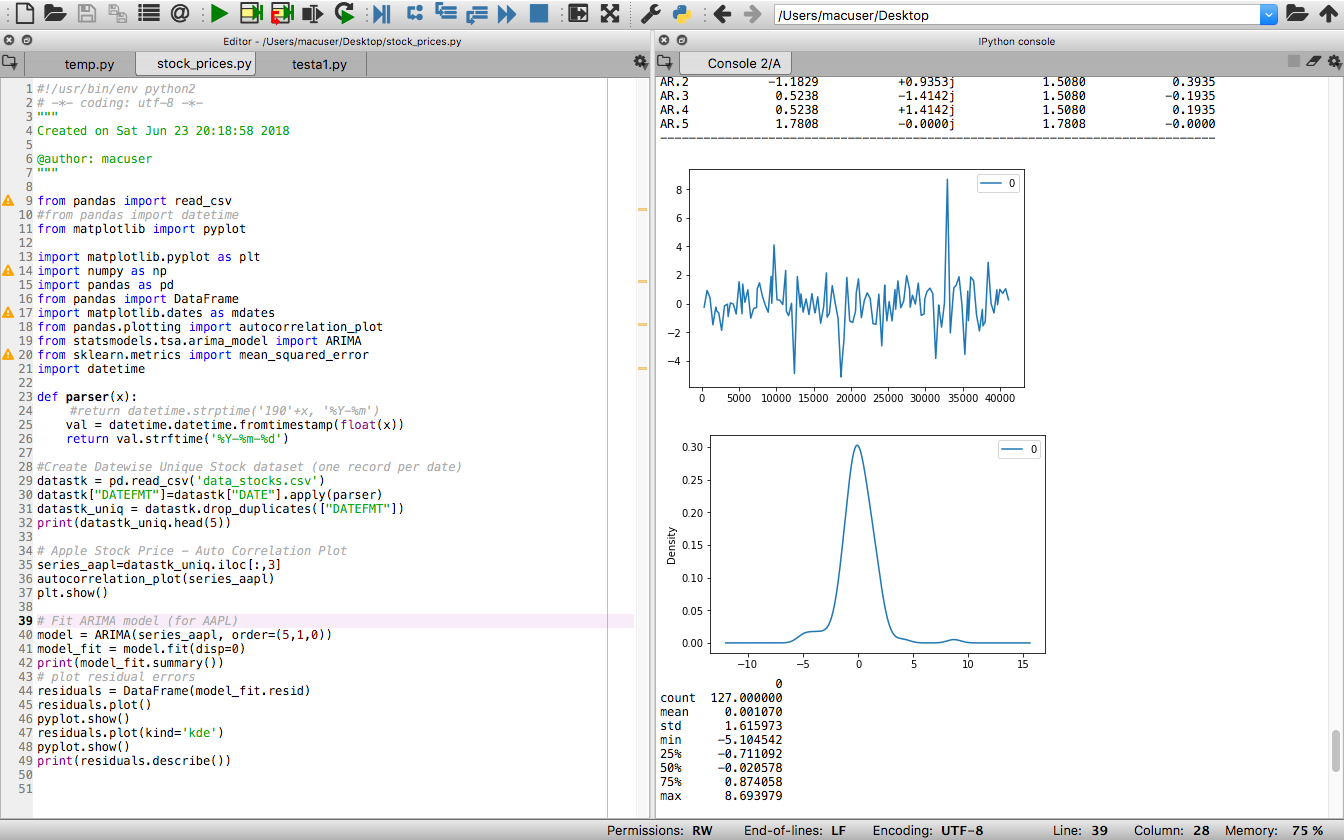 /Users/macuser/Desktop
Editor - /Users/macuser/Desktop/stock_prices.py
temp.py stock_prices.py testa1.py
1 #!/usr/bin/env python2
2 # -*- coding: utf-8 -*-
3 """
4 Created on Sat Jun 23 20:18:58 2018
5
6 @author: macuser
7 """
8
9 from pandas import read_csv
10 #from pandas import datetime
11 from matplotlib import pyplot
12
13 import matplotlib.pyplot as plt
14 import numpy as np
15 import pandas as pd
16 from pandas import DataFrame
17 import matplotlib.dates as mdates
18 from pandas.plotting import autocorrelation_plot
19 from statsmodels.tsa.arima_model import ARIMA
20 from sklearn.metrics import mean_squared_error
21 import datetime
22
23 def parser(x):
24 #return datetime.strptime('190'+x, '%Y-%m')
25 val = datetime.datetime.fromtimestamp(float(x))
26 return val.strftime('%Y-%m-%d')
27
28 #Create Datewise Unique Stock dataset (one record per date)
29 datastk = pd.read_csv('data_stocks.csv')
30 datastk["DATEFMT"]=datastk["DATE"].apply(parser)
31 datastk_uniq = datastk.drop_duplicates(["DATEFMT"])
32 print(datastk_uniq.head(5))
33
34 # Apple Stock Price - Auto Correlation Plot
35 series_aapl=datastk_uniq.iloc[:,3]
36 autocorrelation_plot(series_aapl)
37 plt.show()
38
39 # Fit ARIMA model (for AAPL)
40 model = ARIMA(series_aapl, order=(5,1,0))
41 model_fit = model.fit(disp=0)
42 print(model_fit.summary())
43 # plot residual errors
44 residuals = DataFrame(model_fit.resid)
45 residuals.plot()
46 pyplot.show()
47 residuals.plot(kind='kde')
48 pyplot.show()
49 print(residuals.describe())
50
51
IPython console
Console 2/A
AR.2 -1.1829 +0.9353j 1.5080 0.3935
AR.3 0.5238 -1.4142j 1.5080 -0.1935
AR.4 0.5238 +1.4142j 1.5080 0.1935
AR.5 1.7808 -0.0000j 1.7808 -0.0000
0
8
6
4
2
0
−2
−4
0 5000 10000 15000 20000 25000 30000 35000 40000
0
0.30
0.25
0.20
0.15
0.10
0.05
0.00
Density
−10 −5 0 5 10 15
0
count 127.000000
mean 0.001070
std 1.615973
min -5.104542
25% -0.711092
50% -0.020578
75% 0.874058
max 8.693979
Permissions: RW End-of-lines: LF Encoding: UTF-8 Line: 39 Column: 28 Memory: 75 %